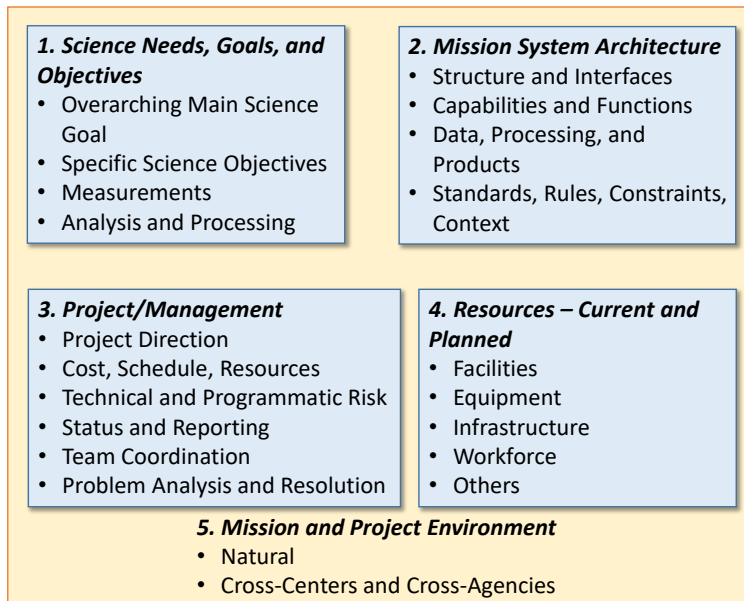 1. Science Needs, Goals, and
Objectives
• Overarching Main Science
Goal
• Specific Science Objectives
• Measurements
• Analysis and Processing
2. Mission System Architecture
• Structure and Interfaces
• Capabilities and Functions
• Data, Processing, and
Products
• Standards, Rules, Constraints,
Context
3. Project/Management
• Project Direction
• Cost, Schedule, Resources
• Technical and Programmatic Risk
• Status and Reporting
• Team Coordination
• Problem Analysis and Resolution
4. Resources – Current and
Planned
• Facilities
• Equipment
• Infrastructure
• Workforce
• Others
5. Mission and Project Environment
• Natural
• Cross-Centers and Cross-Agencies